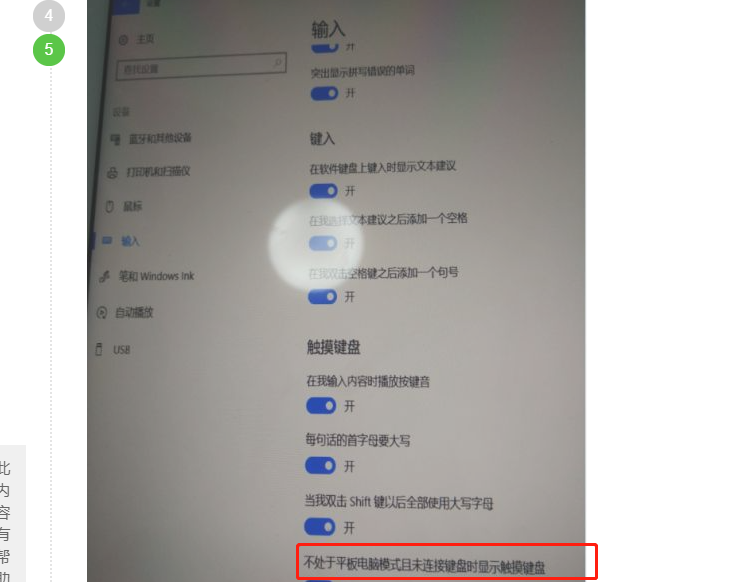 4
5
设置
主页
查找设置
设备
蓝牙和其他设备
打印机和扫描仪
鼠标
输入
笔和 Windows Ink
自动播放
USB
输入
开
突出显示拼写错误的单词
开
键入
在软件键盘上键入时显示文本建议
开
在我选择文本建议之后添加一个空格
开
在我双击空格键之后添加一个句号
开
触摸键盘
在我输入内容时播放按键音
开
每句话的首字母要大写
开
当我双击 Shift 键以后全部使用大写字母
开
不处于平板电脑模式且未连接键盘时显示触摸键盘
此
内
容
有
帮
助